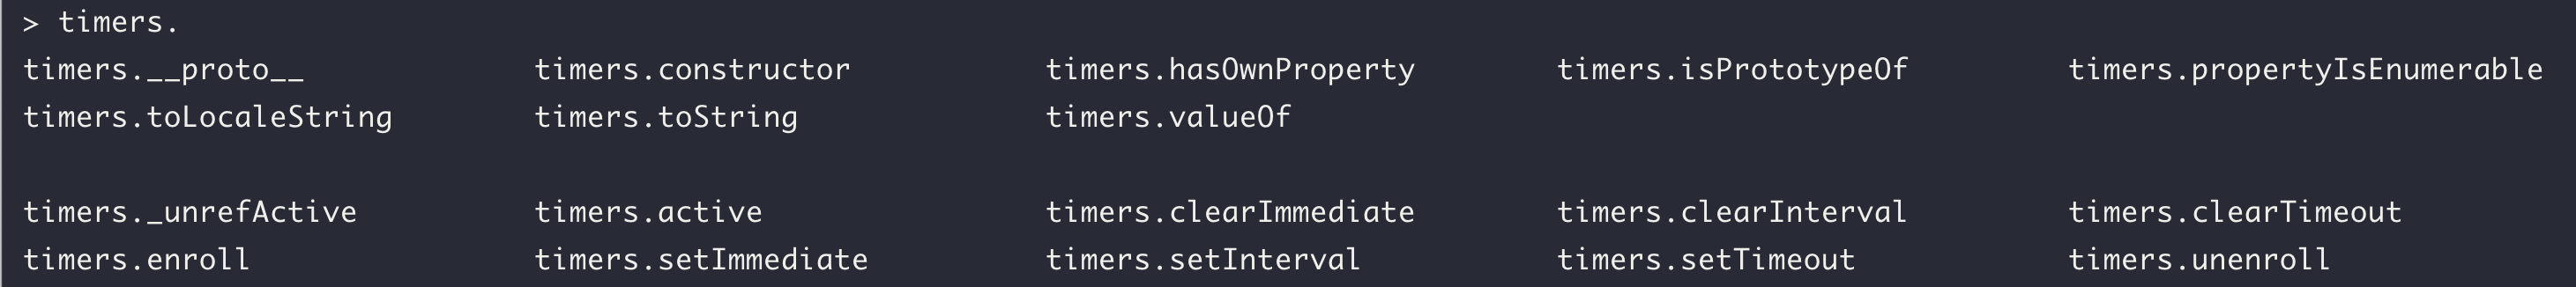 > timers.
timers.__proto__ timers.constructor timers.hasOwnProperty timers.isPrototypeOf timers.propertyIsEnumerable
timers.toLocaleString timers.toString timers.valueOf
timers._unrefActive timers.active timers.clearImmediate timers.clearInterval timers.clearTimeout
timers.enroll timers.setImmediate timers.setInterval timers.setTimeout timers.unenroll